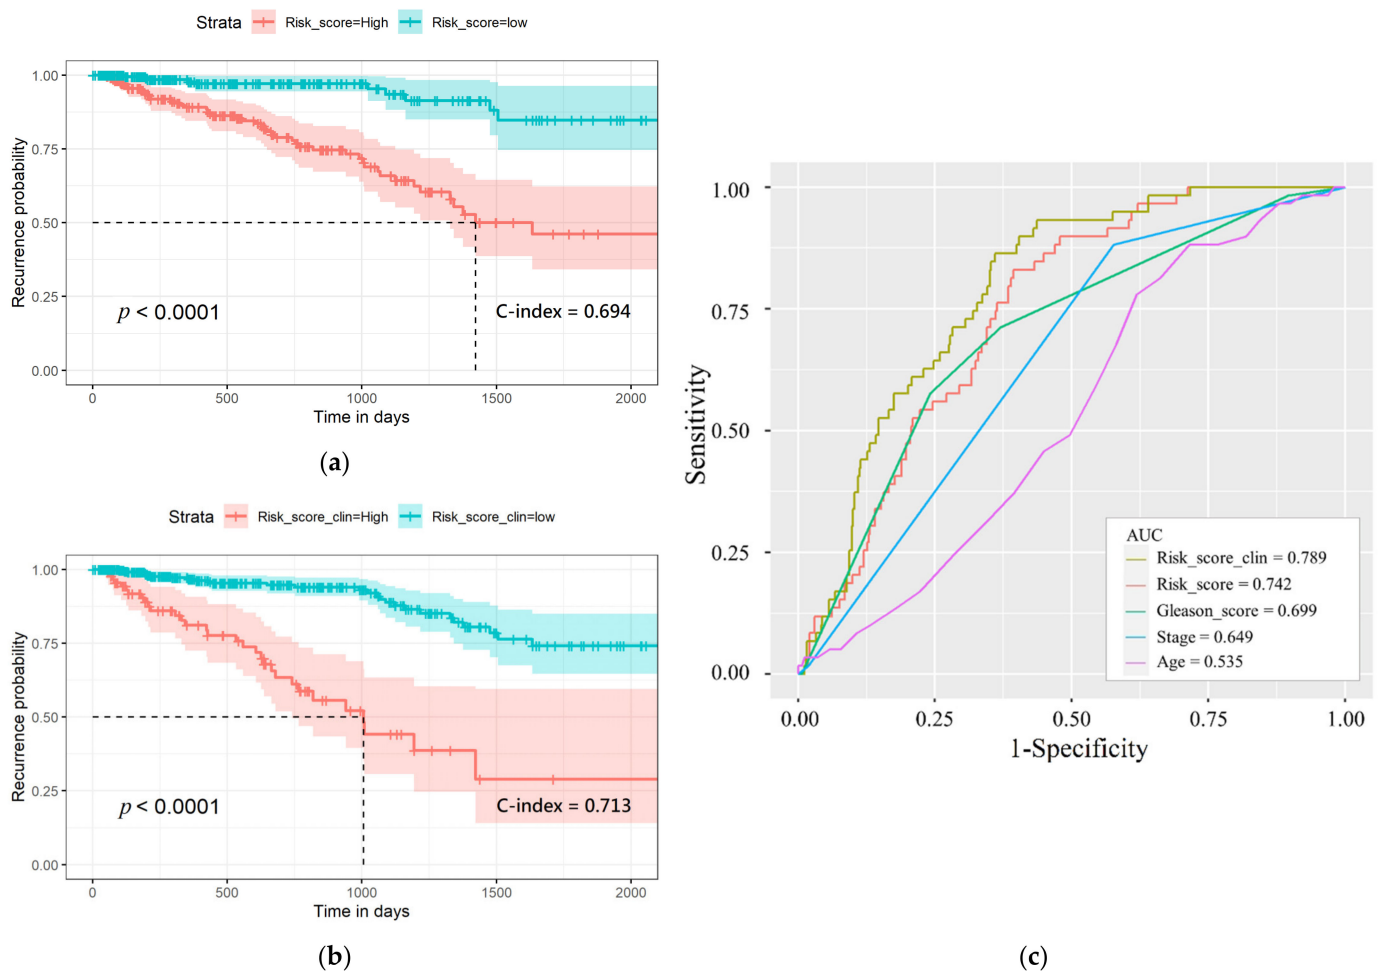 Strata Risk_score=High Risk_score=low
Recurrence probability
1.00
0.75
0.50
0.25
0.00
p < 0.0001
C-index = 0.694
0 500 1000 1500 2000
Time in days
(a)
Strata Risk_score_clin=High Risk_score_clin=low
Recurrence probability
1.00
0.75
0.50
0.25
0.00
p < 0.0001
C-index = 0.713
0 500 1000 1500 2000
Time in days
(b)
Sensitivity
1.00
0.75
0.50
0.25
0.00
AUC
Risk_score_clin = 0.789
Risk_score = 0.742
Gleason_score = 0.699
Stage = 0.649
Age = 0.535
0.00 0.25 0.50 0.75 1.00
1-Specificity
(c)